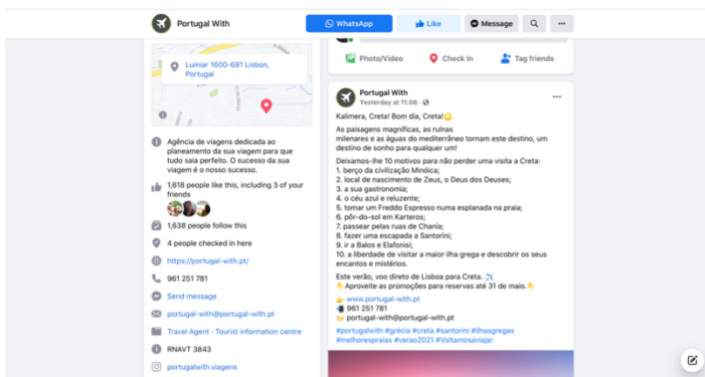 Portugal With
WhatsApp
Like
Message
Lumiar 1600-681 Lisbon,
Portugal
Agência de viagens dedicada ao
planeamento da sua viagem para que
tudo saia perfeito. O sucesso da sua
viagem é o nosso sucesso.
1,618 people like this, including 3 of your
friends
1,638 people follow this
4 people checked in here
https://portugal-with.pt/
961 251 781
Send message
portugal-with@portugal-with.pt
Travel Agent · Tourist information centre
RNAVT 3843
portugalwith.viagens
Photo/Video
Check In
Tag friends
Portugal With
Yesterday at 11:06
Kalimera, Creta! Bom dia, Creta!
As paisagens magníficas, as ruínas
milenares e as águas do mediterrâneo tornam este destino, um
destino de sonho para qualquer um!
Deixamos-lhe 10 motivos para não perder uma visita a Creta:
1. berço da civilização Minóica;
2. local de nascimento de Zeus, o Deus dos Deuses;
3. a sua gastronomia;
4. o céu azul e reluzente;
5. tomar um Freddo Espresso numa esplanada na praia;
6. pôr-do-sol em Karteros;
7. passear pelas ruas de Chania;
8. fazer uma escapada a Santorini;
9. ir a Balos e Elafonisi;
10. a liberdade de visitar a maior ilha grega e descobrir os seus
encantos e mistérios.
Este verão, voo direto de Lisboa para Creta.
Aproveite as promoções para reservas até 31 de maio.
www.portugal-with.pt
961 251 781
portugal-with@portugal-with.pt
#portugalwith #grécia #creta #santorini #ilhasgregas
#melhorespraias #verao2021 #Voltamosaviajar